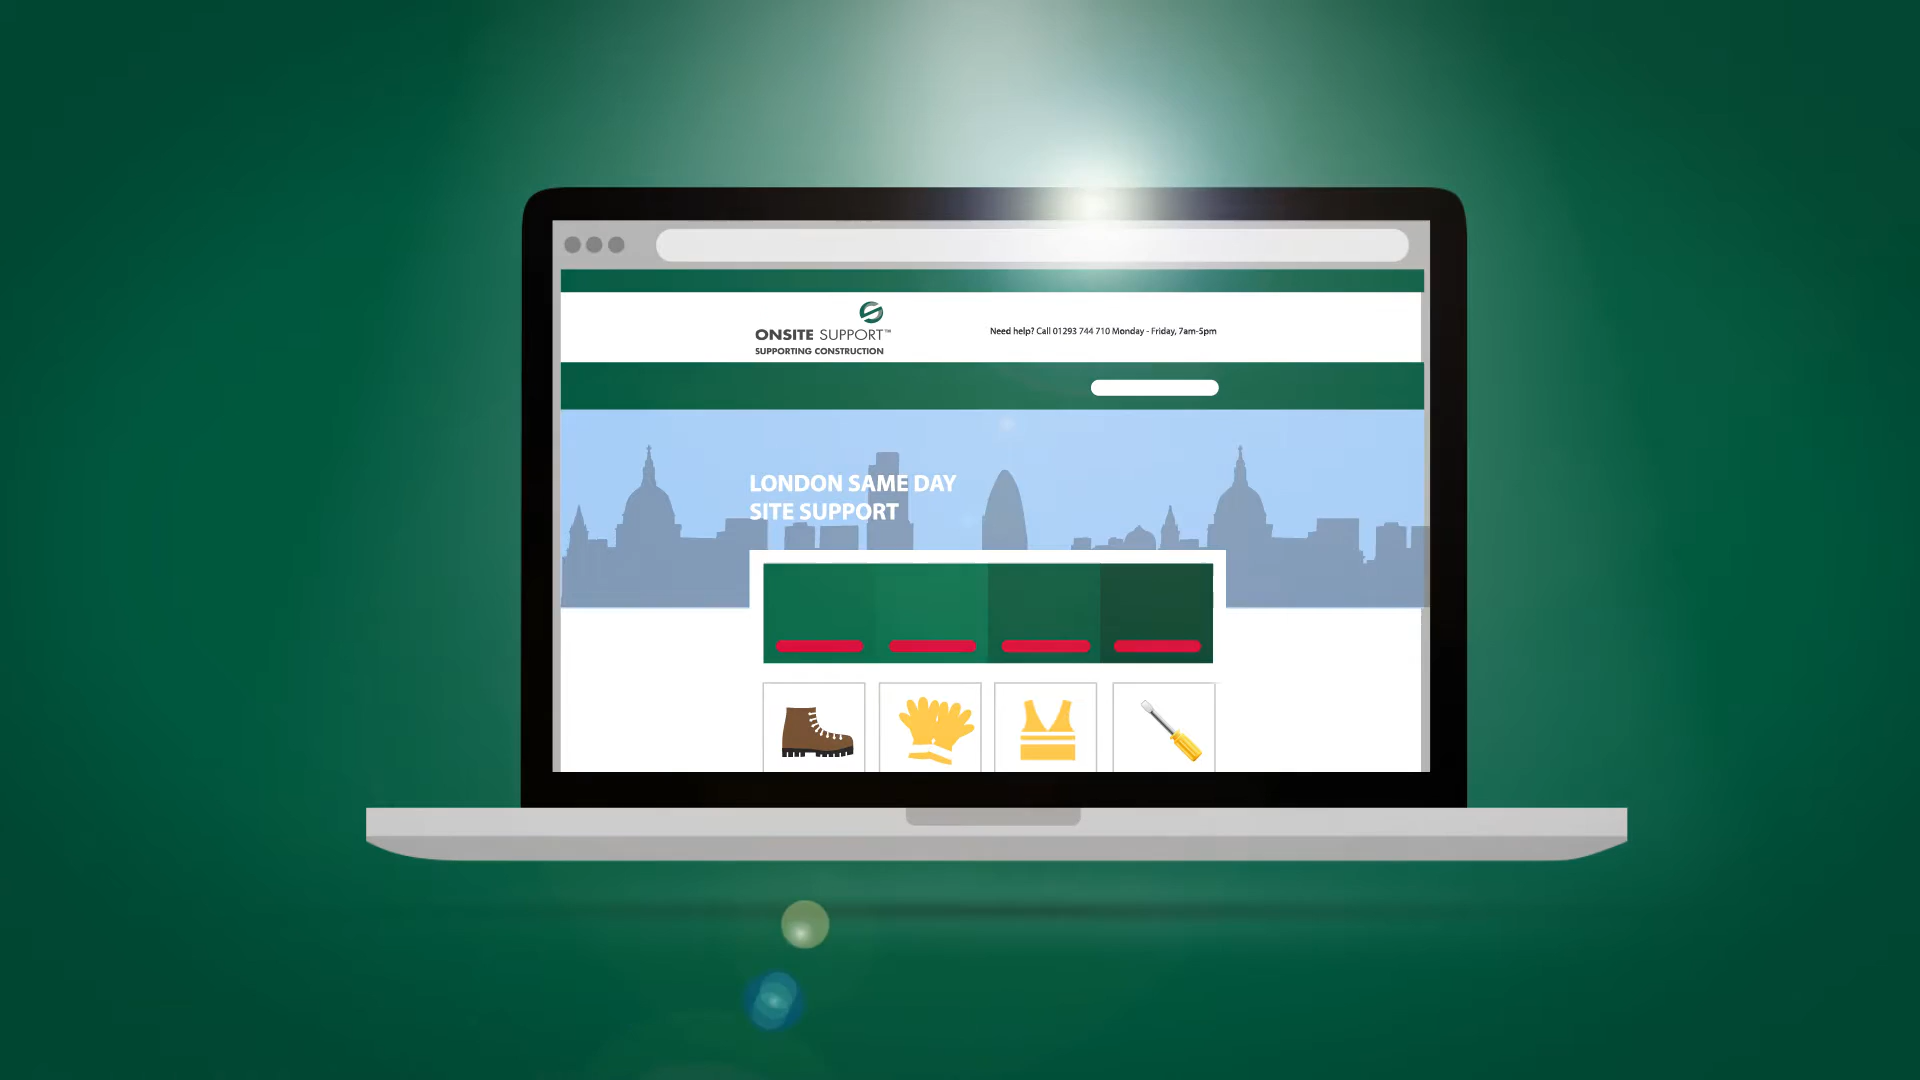 ONSITE SUPPORT™
SUPPORTING CONSTRUCTION
Need help? Call 01293 744 710 Monday - Friday, 7am-5pm
LONDON SAME DAY
SITE SUPPORT